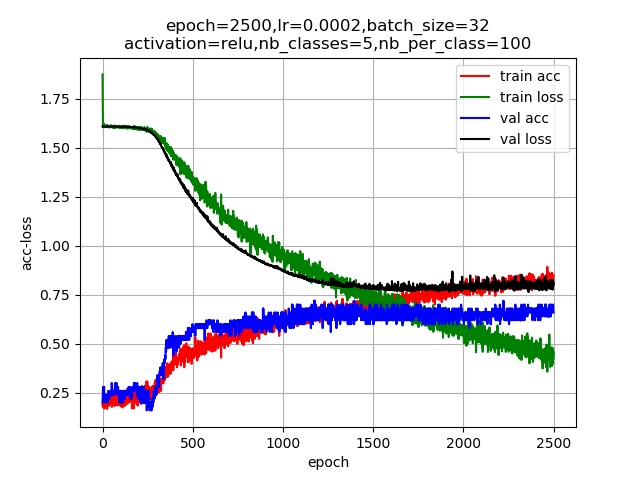 epoch=2500,lr=0.0002,batch_size=32
activation=relu,nb_classes=5,nb_per_class=100
train acc
train loss
val acc
val loss
acc-loss
1.75
1.50
1.25
1.00
0.75
0.50
0.25
0 500 1000 1500 2000 2500
epoch